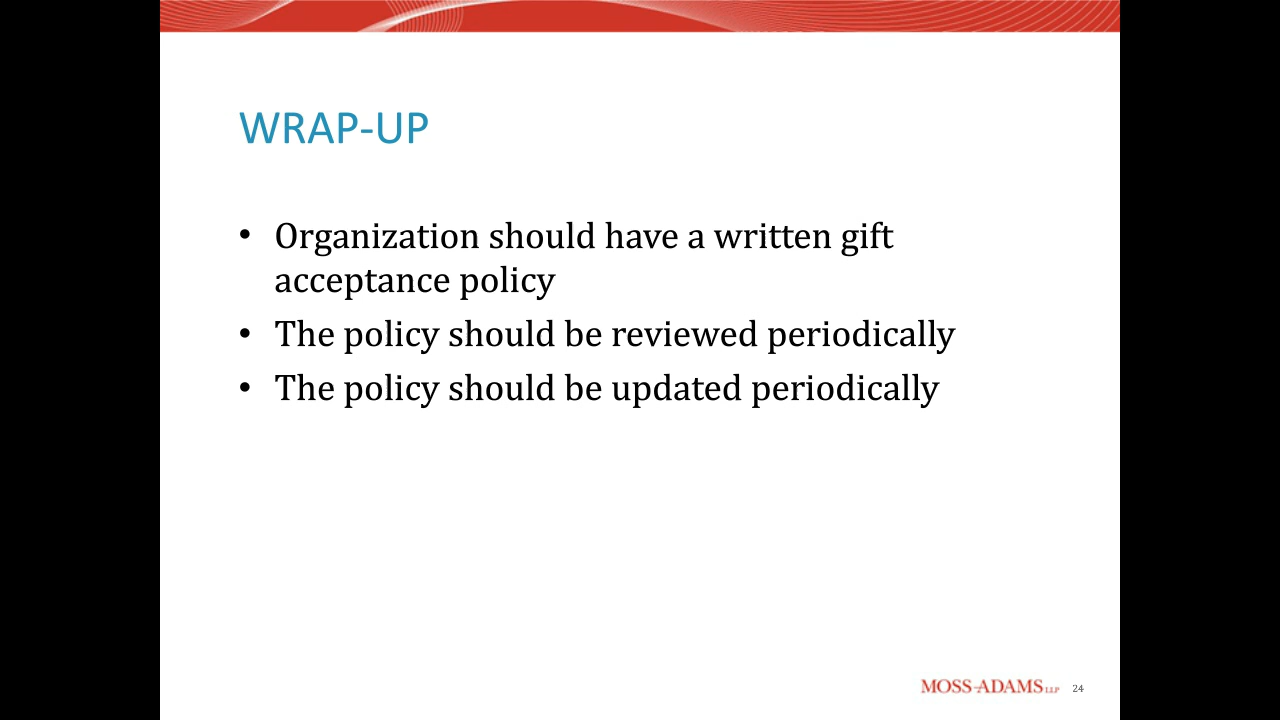 WRAP-UP
• Organization should have a written gift
acceptance policy
• The policy should be reviewed periodically
• The policy should be updated periodically
MOSS-ADAMS LLP 24